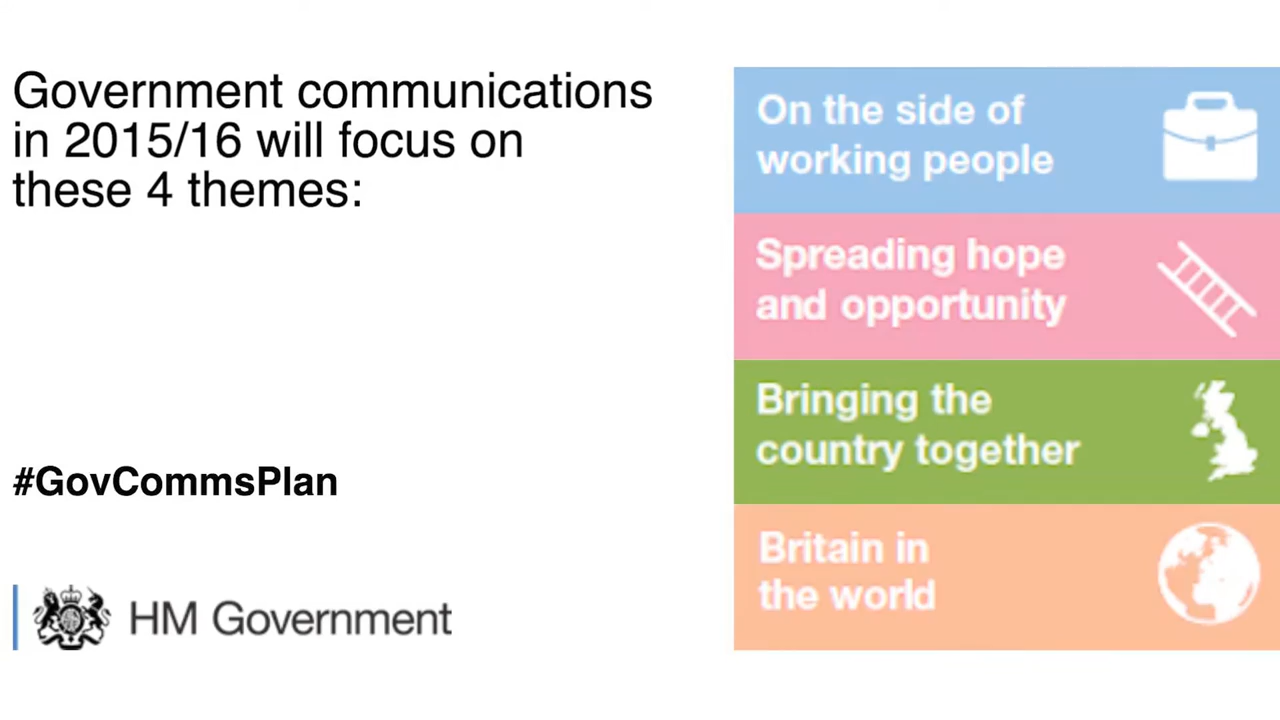 Government communications
in 2015/16 will focus on
these 4 themes:
#GovCommsPlan
HM Government
On the side of
working people
Spreading hope
and opportunity
Bringing the
country together
Britain in
the world